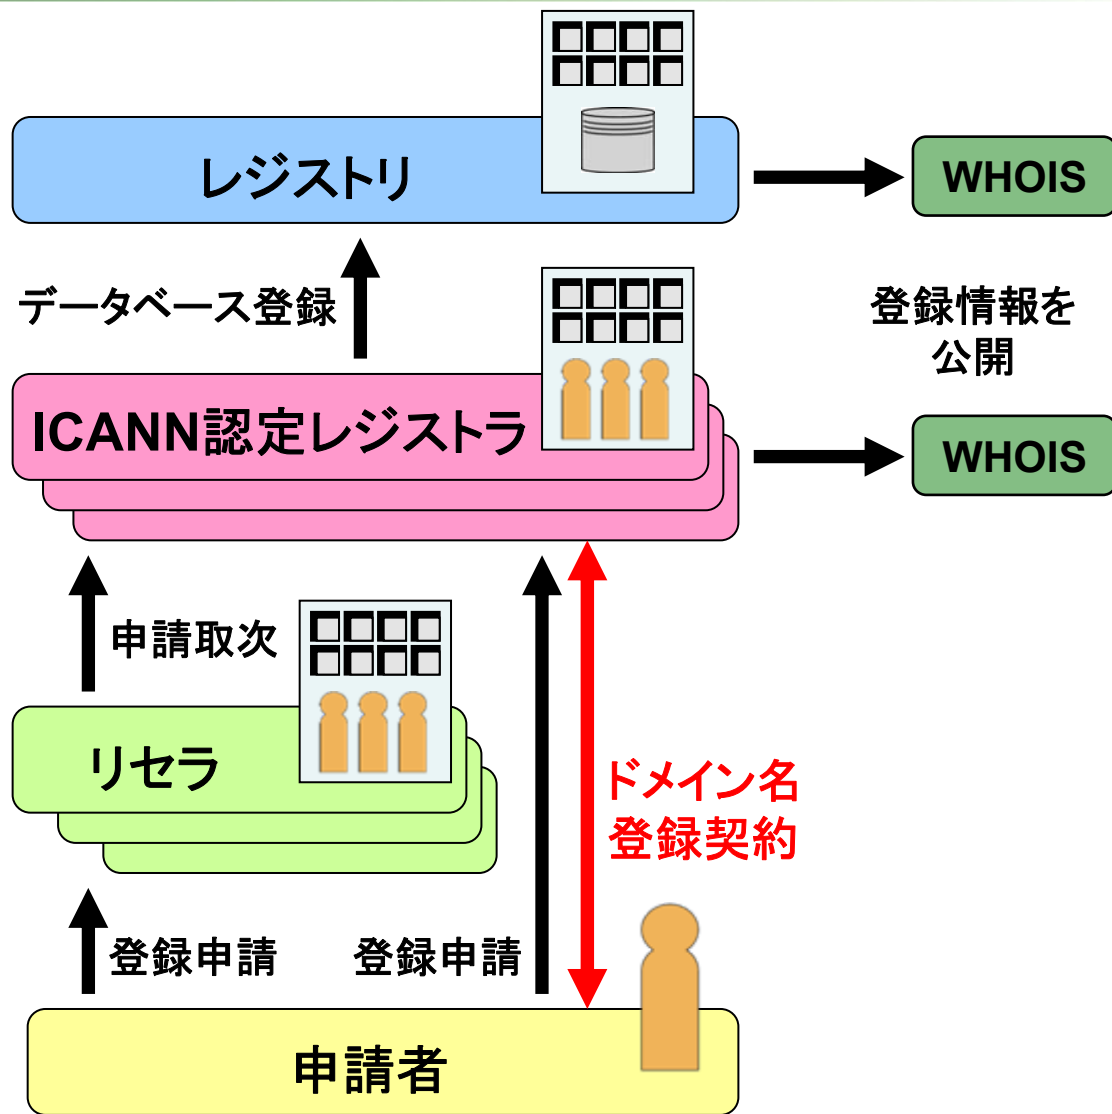 レジストリ
WHOIS
データベース登録
登録情報を
公開
ICANN認定レジストラ
WHOIS
申請取次
リセラ
ドメイン名
登録契約
登録申請
登録申請
申請者